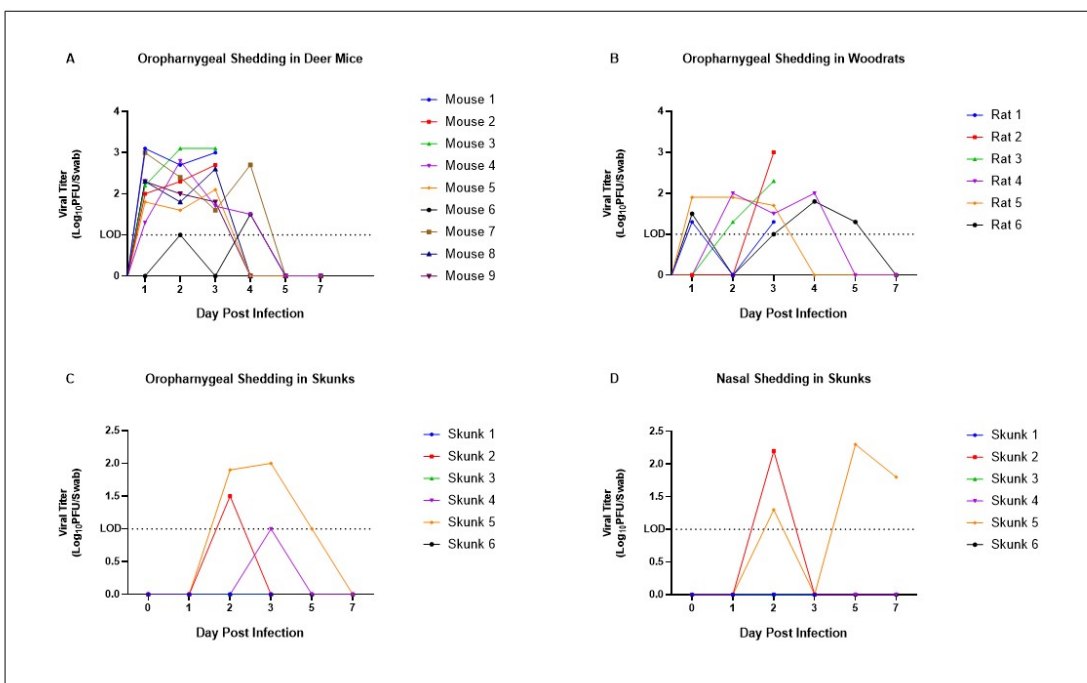 A
Oropharnygeal Shedding in Deer Mice
Viral Titer
(Log10PFU/Swab)
4
3
2
LOD
0
1
2
3
4
5
7
Day Post Infection
Mouse 1
Mouse 2
Mouse 3
Mouse 4
Mouse 5
Mouse 6
Mouse 7
Mouse 8
Mouse 9
B
Oropharnygeal Shedding in Woodrats
Viral Titer
(Log10PFU/Swab)
4
3
2
LOD
0
1
2
3
4
5
7
Day Post Infection
Rat 1
Rat 2
Rat 3
Rat 4
Rat 5
Rat 6
C
Oropharnygeal Shedding in Skunks
Viral Titer
(Log10PFU/Swab)
2.5
2.0
1.5
LOD
0.5
0.0
0
1
2
3
5
7
Day Post Infection
Skunk 1
Skunk 2
Skunk 3
Skunk 4
Skunk 5
Skunk 6
D
Nasal Shedding in Skunks
Viral Titer
(Log10PFU/Swab)
2.5
2.0
1.5
LOD
0.5
0.0
0
1
2
3
5
7
Day Post Infection
Skunk 1
Skunk 2
Skunk 3
Skunk 4
Skunk 5
Skunk 6